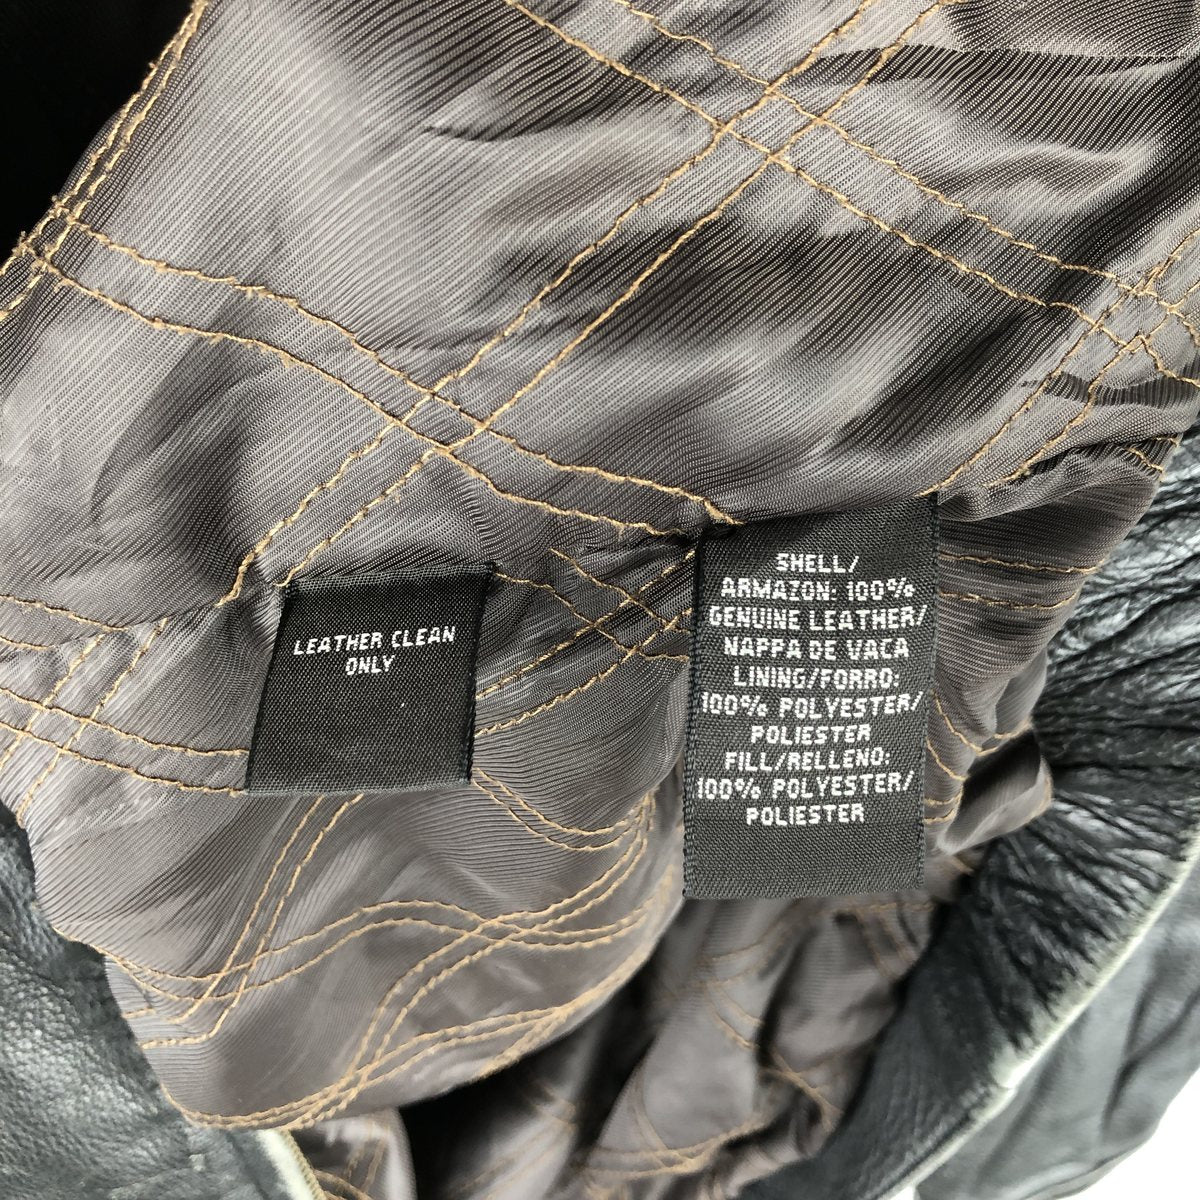 LEATHER CLEAN
ONLY
SHELL/
ARMAZON: 100%
GENUINE LEATHER/
NAPPA DE VACA
LINING/FORRO:
100% POLYESTER/
POLIESTER
FILL/RELLENO:
100% POLYESTER/
POLIESTER